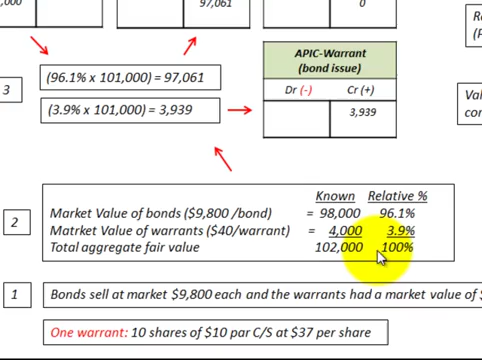 ,000
97,061
0
R
(P
APIC-Warrant
(bond issue)
Dr (-) Cr (+)
3,939
3
(96.1% x 101,000) = 97,061
(3.9% x 101,000) = 3,939
Val
con
Known Relative %
2
Market Value of bonds ($9,800 /bond) = 98,000 96.1%
Matrket Value of warrants ($40/warrant) = 4,000 3.9%
Total aggregate fair value 102,000 100%
1
Bonds sell at market $9,800 each and the warrants had a market value of $
One warrant: 10 shares of $10 par C/S at $37 per share